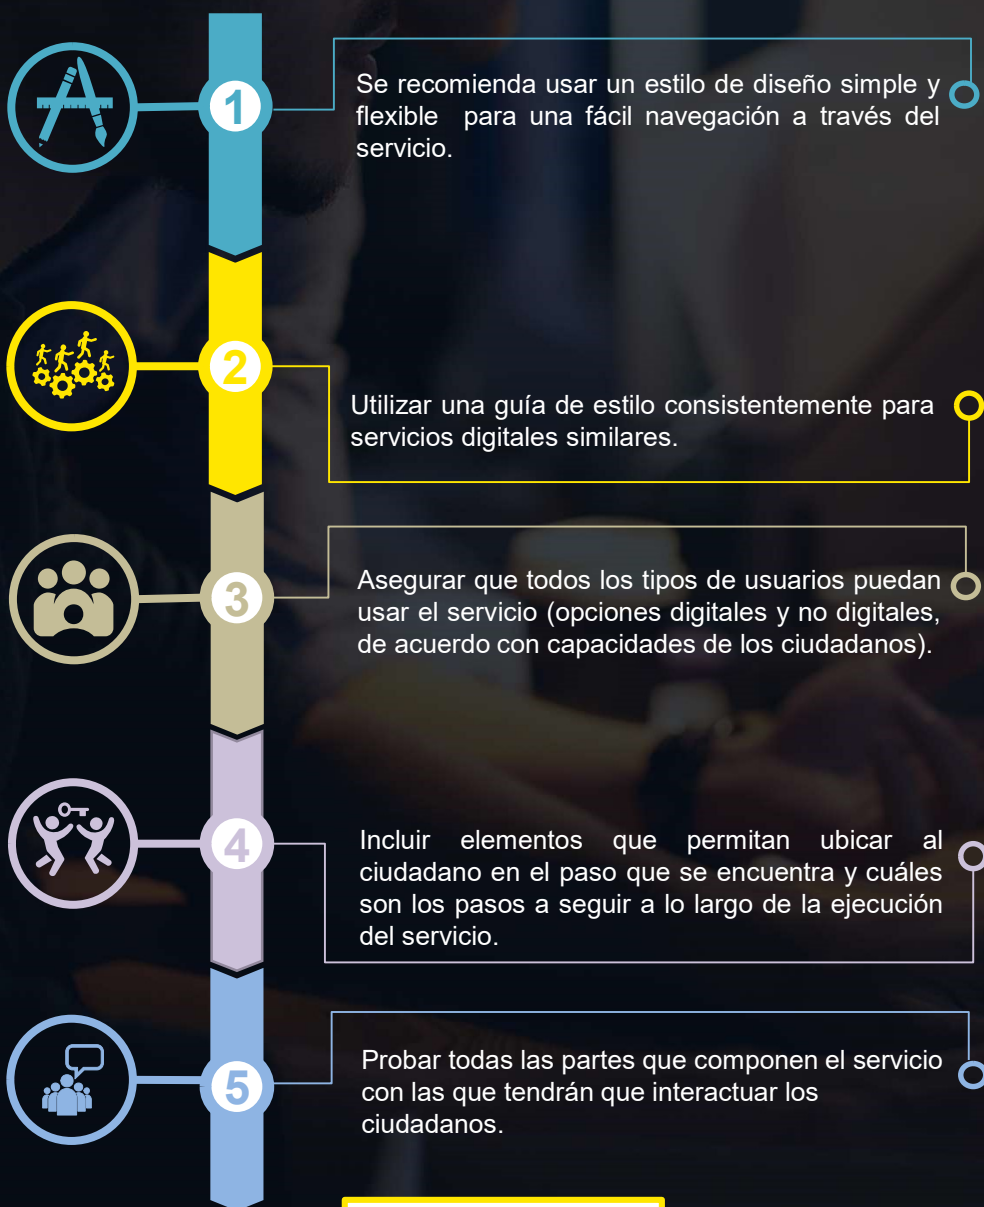 1
Se recomienda usar un estilo de diseño simple y
flexible para una fácil navegación a través del
servicio.
2
Utilizar una guía de estilo consistentemente para
servicios digitales similares.
3
Asegurar que todos los tipos de usuarios puedan
usar el servicio (opciones digitales y no digitales,
de acuerdo con capacidades de los ciudadanos).
4
Incluir elementos que permitan ubicar al
ciudadano en el paso que se encuentra y cuáles
son los pasos a seguir a lo largo de la ejecución
del servicio.
5
Probar todas las partes que componen el servicio
con las que tendrán que interactuar los
ciudadanos.